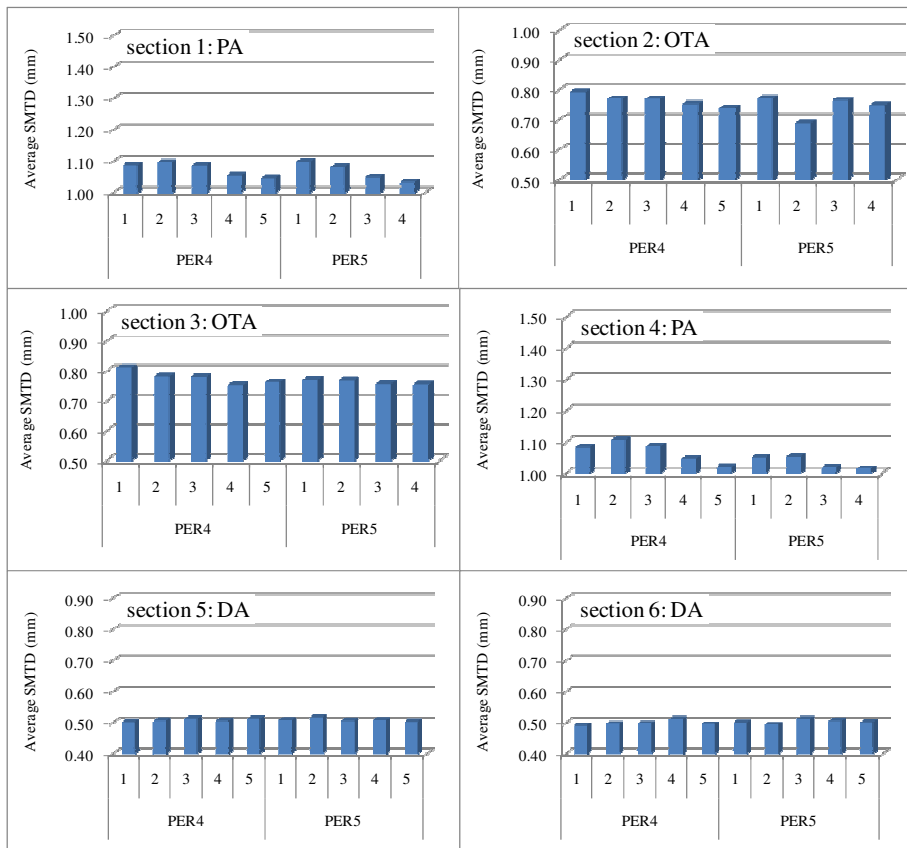 section 1: PA
Average SMTD (mm)
1.50
1.40
1.30
1.20
1.10
1.00
1 2 3 4 5 1 2 3 4
PER4 PER5
section 2: OTA
Average SMTD (mm)
1.00
0.90
0.80
0.70
0.60
0.50
1 2 3 4 5 1 2 3 4
PER4 PER5
section 3: OTA
Average SMTD (mm)
1.00
0.90
0.80
0.70
0.60
0.50
1 2 3 4 5 1 2 3 4
PER4 PER5
section 4: PA
Average SMTD (mm)
1.50
1.40
1.30
1.20
1.10
1.00
1 2 3 4 5 1 2 3 4
PER4 PER5
section 5: DA
Average SMTD (mm)
0.90
0.80
0.70
0.60
0.50
0.40
1 2 3 4 5 1 2 3 4 5
PER4 PER5
section 6: DA
Average SMTD (mm)
0.90
0.80
0.70
0.60
0.50
0.40
1 2 3 4 5 1 2 3 4 5
PER4 PER5